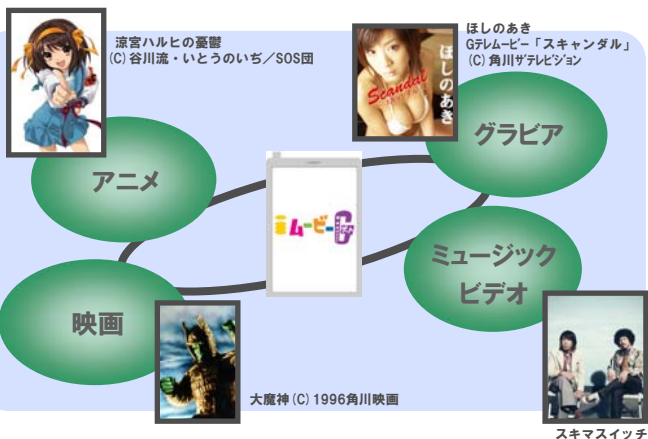 涼宮ハルヒの憂鬱
(C) 谷川流・いとうのいぢ／SOS団
ほしのあき
Gテレムービー「スキャンダル」
(C) 角川ザテレビジョン
Scandal
ほしのあき
グラビア
アニメ
ムービー
ミュージック
ビデオ
映画
大魔神 (C) 1996角川映画
スキマスイッチ